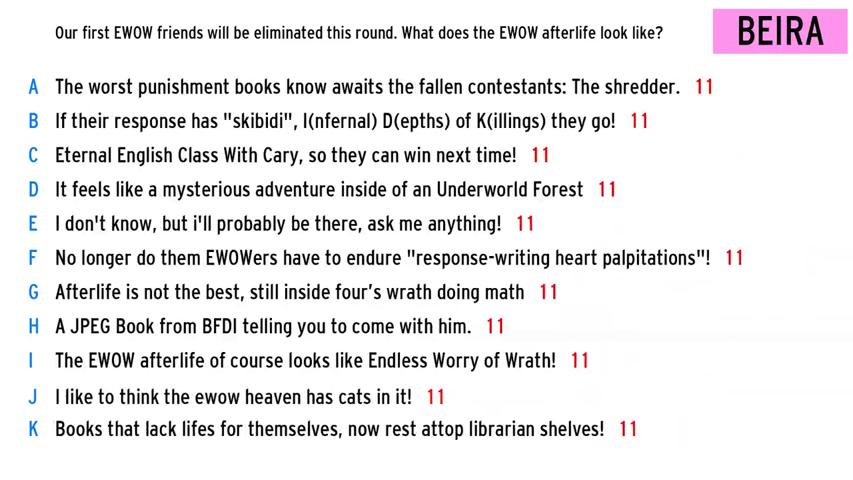 Our first EWOW friends will be eliminated this round. What does the EWOW afterlife look like?
BEIRA
A The worst punishment books know awaits the fallen contestants: The shredder. 11
B If their response has "skibidi", I(nfernal) D(epths) of K(illings) they go! 11
C Eternal English Class With Cary, so they can win next time! 11
D It feels like a mysterious adventure inside of an Underworld Forest 11
E I don't know, but i'll probably be there, ask me anything! 11
F No longer do them EWOWers have to endure "response-writing heart palpitations"! 11
G Afterlife is not the best, still inside four's wrath doing math 11
H A JPEG Book from BFDI telling you to come with him. 11
I The EWOW afterlife of course looks like Endless Worry of Wrath! 11
J I like to think the ewow heaven has cats in it! 11
K Books that lack lifes for themselves, now rest attop librarian shelves! 11